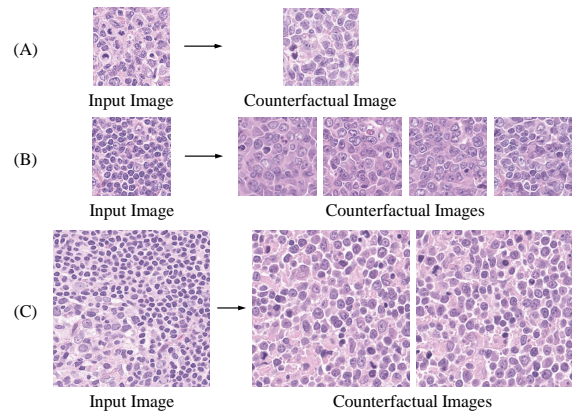 (A)
Input Image
Counterfactual Image
(B)
Input Image
Counterfactual Images
(C)
Input Image
Counterfactual Images